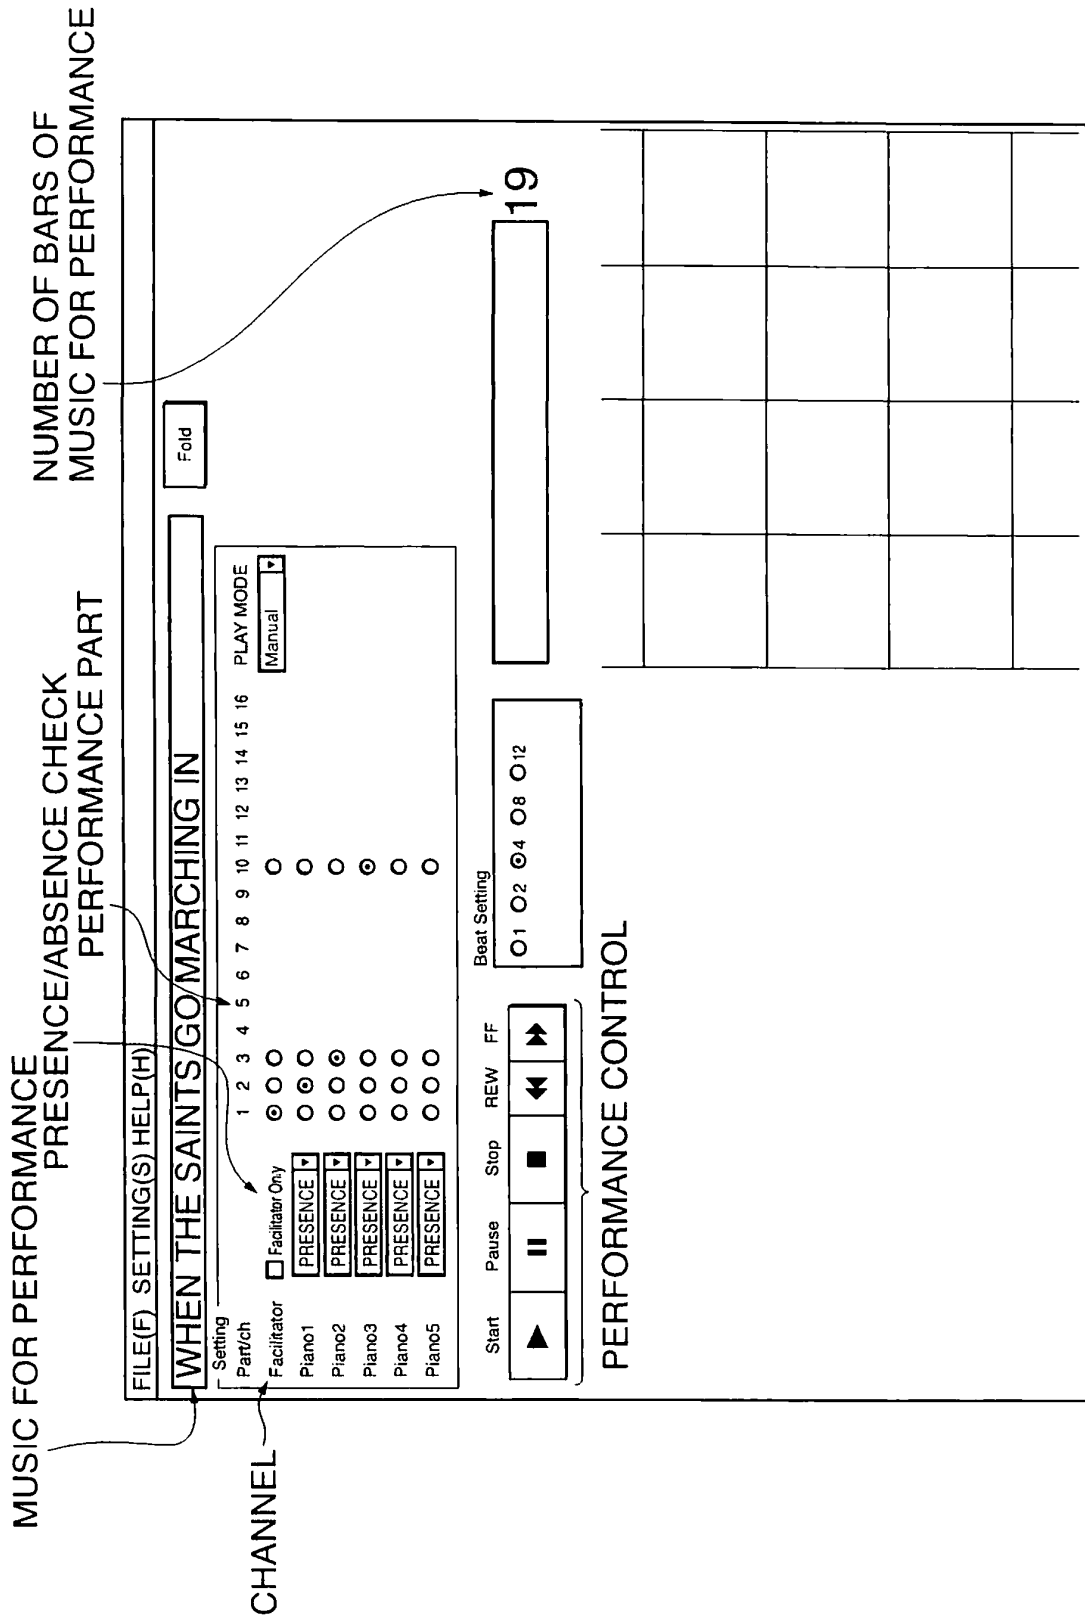 MUSIC FOR PERFORMANCE
PRESENCE/ABSENCE CHECK
PERFORMANCE PART
NUMBER OF BARS OF
MUSIC FOR PERFORMANCE
FILE(F) SETTING(S) HELP(H)
WHEN THE SAINTS GO MARCHING IN
Fold
Setting
Part/ch 1 2 3 4 5 6 7 8 9 10 11 12 13 14 15 16 PLAY MODE
CHANNEL
Facilitator Facilitator Only Manual
Piano1 PRESENCE
Piano2 PRESENCE
Piano3 PRESENCE
Piano4 PRESENCE
Piano5 PRESENCE
Start Pause Stop REW FF
Beat Setting
1 2 4 8 12
19
PERFORMANCE CONTROL